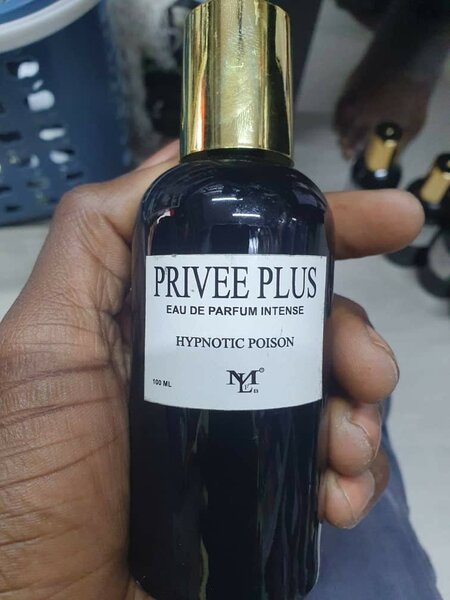 PRIVEE PLUS
EAU DE PARFUM INTENSE
HYPNOTIC POISON
100 ML